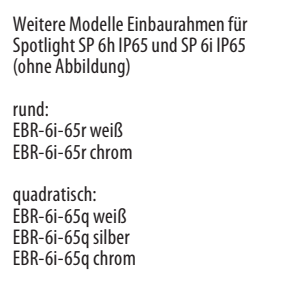 Weitere Modelle Einbaurahmen für
Spotlight SP 6h IP65 und SP 6i IP65
(ohne Abbildung)
rund:
EBR-6i-65r weiß
EBR-6i-65r chrom
quadratisch:
EBR-6i-65q weiß
EBR-6i-65q silber
EBR-6i-65q chrom